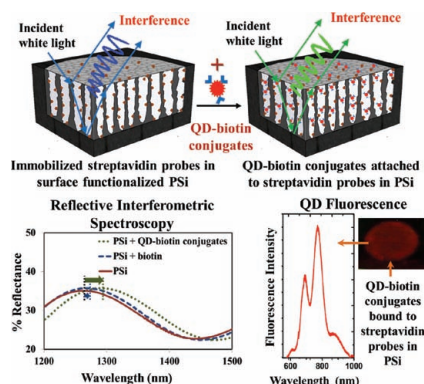 Interference
Incident
white light
Interference
Incident
white light
+
QD-biotin
conjugates
Immobilized streptavidin probes in
surface functionalized PSi
QD-biotin conjugates attached
to streptavidin probes in PSi
Reflective Interferometric
Spectroscopy
PSi + QD-biotin conjugates
PSi + biotin
PSi
% Reflectance
50
40
30
20
1200 1300 1400 1500
Wavelength (nm)
QD Fluorescence
Fluorescence Intensity
600 800 1000
Wavelength (nm)
QD-biotin
conjugates
bound to
streptavidin
probes in
PSi